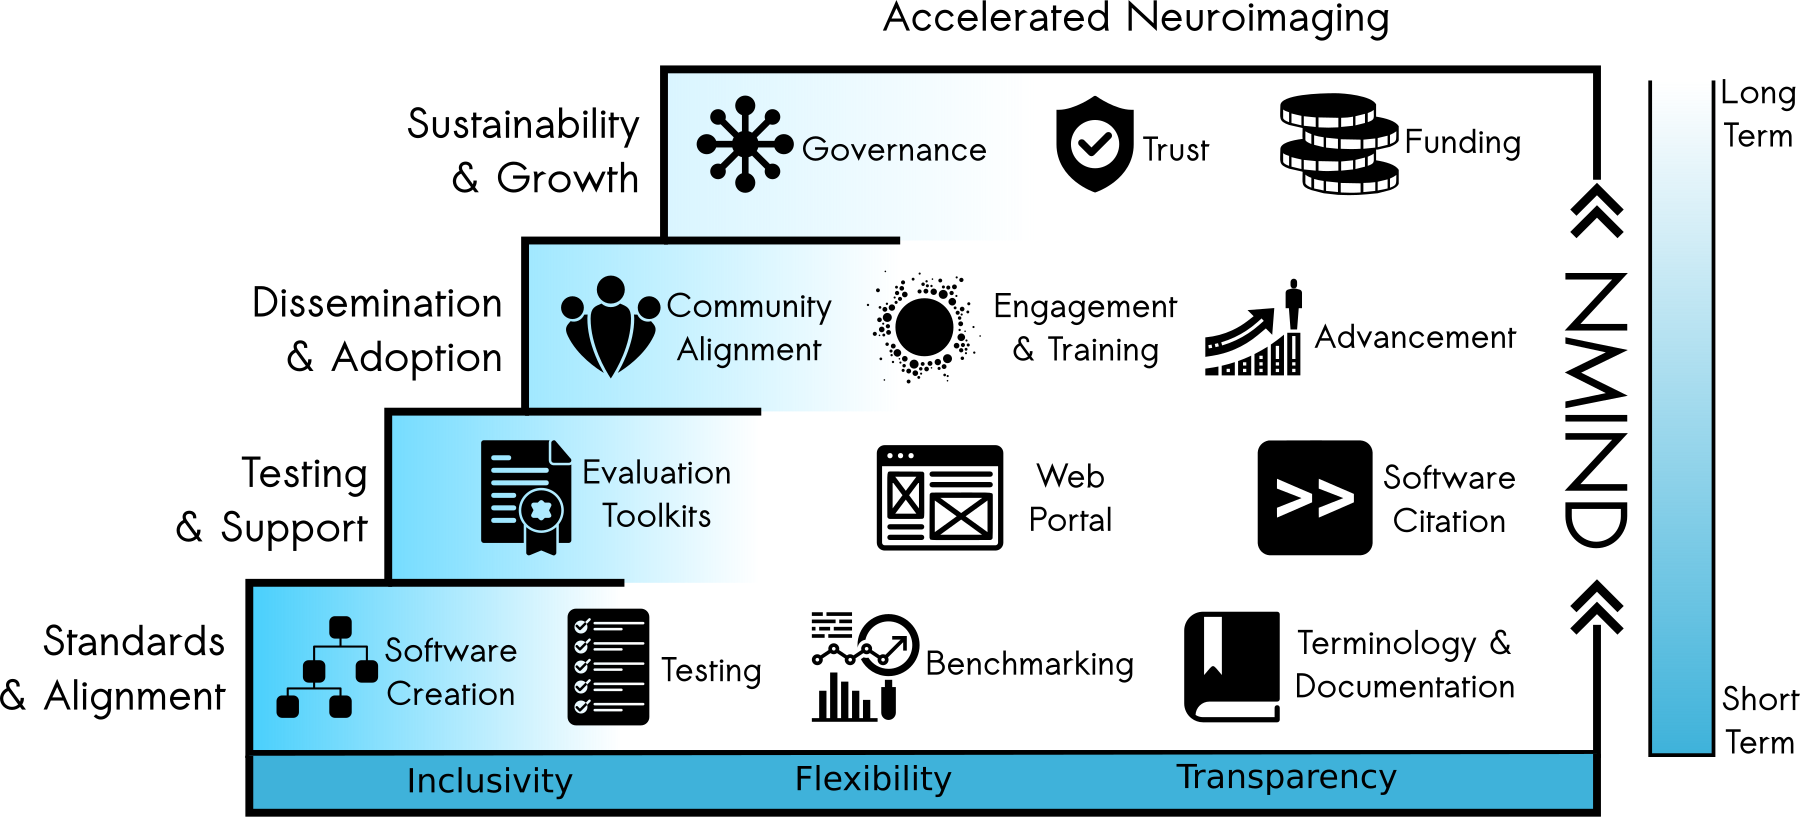 Accelerated Neuroimaging
Sustainability
& Growth
Governance
Trust
Funding
Long
Term
Dissemination
& Adoption
Community
Alignment
Engagement
& Training
Advancement
NMIND
Testing
& Support
Evaluation
Toolkits
Web
Portal
>>
Software
Citation
Standards
& Alignment
Software
Creation
Testing
Benchmarking
Terminology &
Documentation
Short
Term
Inclusivity
Flexibility
Transparency